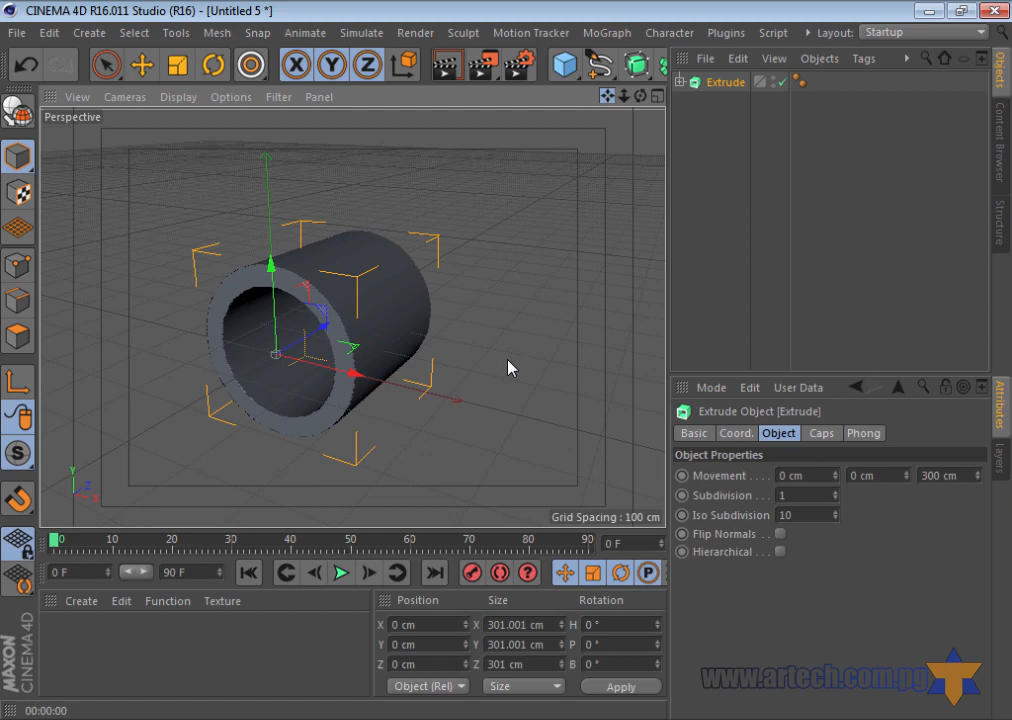 CINEMA 4D R16.011 Studio (R16) - [Untitled 5 *]
File Edit Create Select Tools Mesh Snap Animate Simulate Render Sculpt Motion Tracker MoGraph Character Plugins Script Layout: Startup
X Y Z
File Edit View Objects Tags
View Cameras Display Options Filter Panel
Extrude
Perspective
Objects
Content Browser
Structure
Mode Edit User Data
Extrude Object [Extrude]
Basic Coord. Object Caps Phong
Attributes
Layers
Object Properties
Movement . . . . 0 cm 0 cm 300 cm
Subdivision . . . 1
Iso Subdivision 10
Flip Normals . .
Hierarchical . .
Y
Z
X
S
Grid Spacing : 100 cm
0 10 20 30 40 50 60 70 80 90 0 F
0 F 90 F P
Create Edit Function Texture
Position Size Rotation
X 0 cm X 301.001 cm H 0 °
Y 0 cm Y 301.001 cm P 0 °
Z 0 cm Z 301 cm B 0 °
Object (Rel) Size Apply
MAXON
CINEMA 4D
www.artech.com.pg
00:00:00